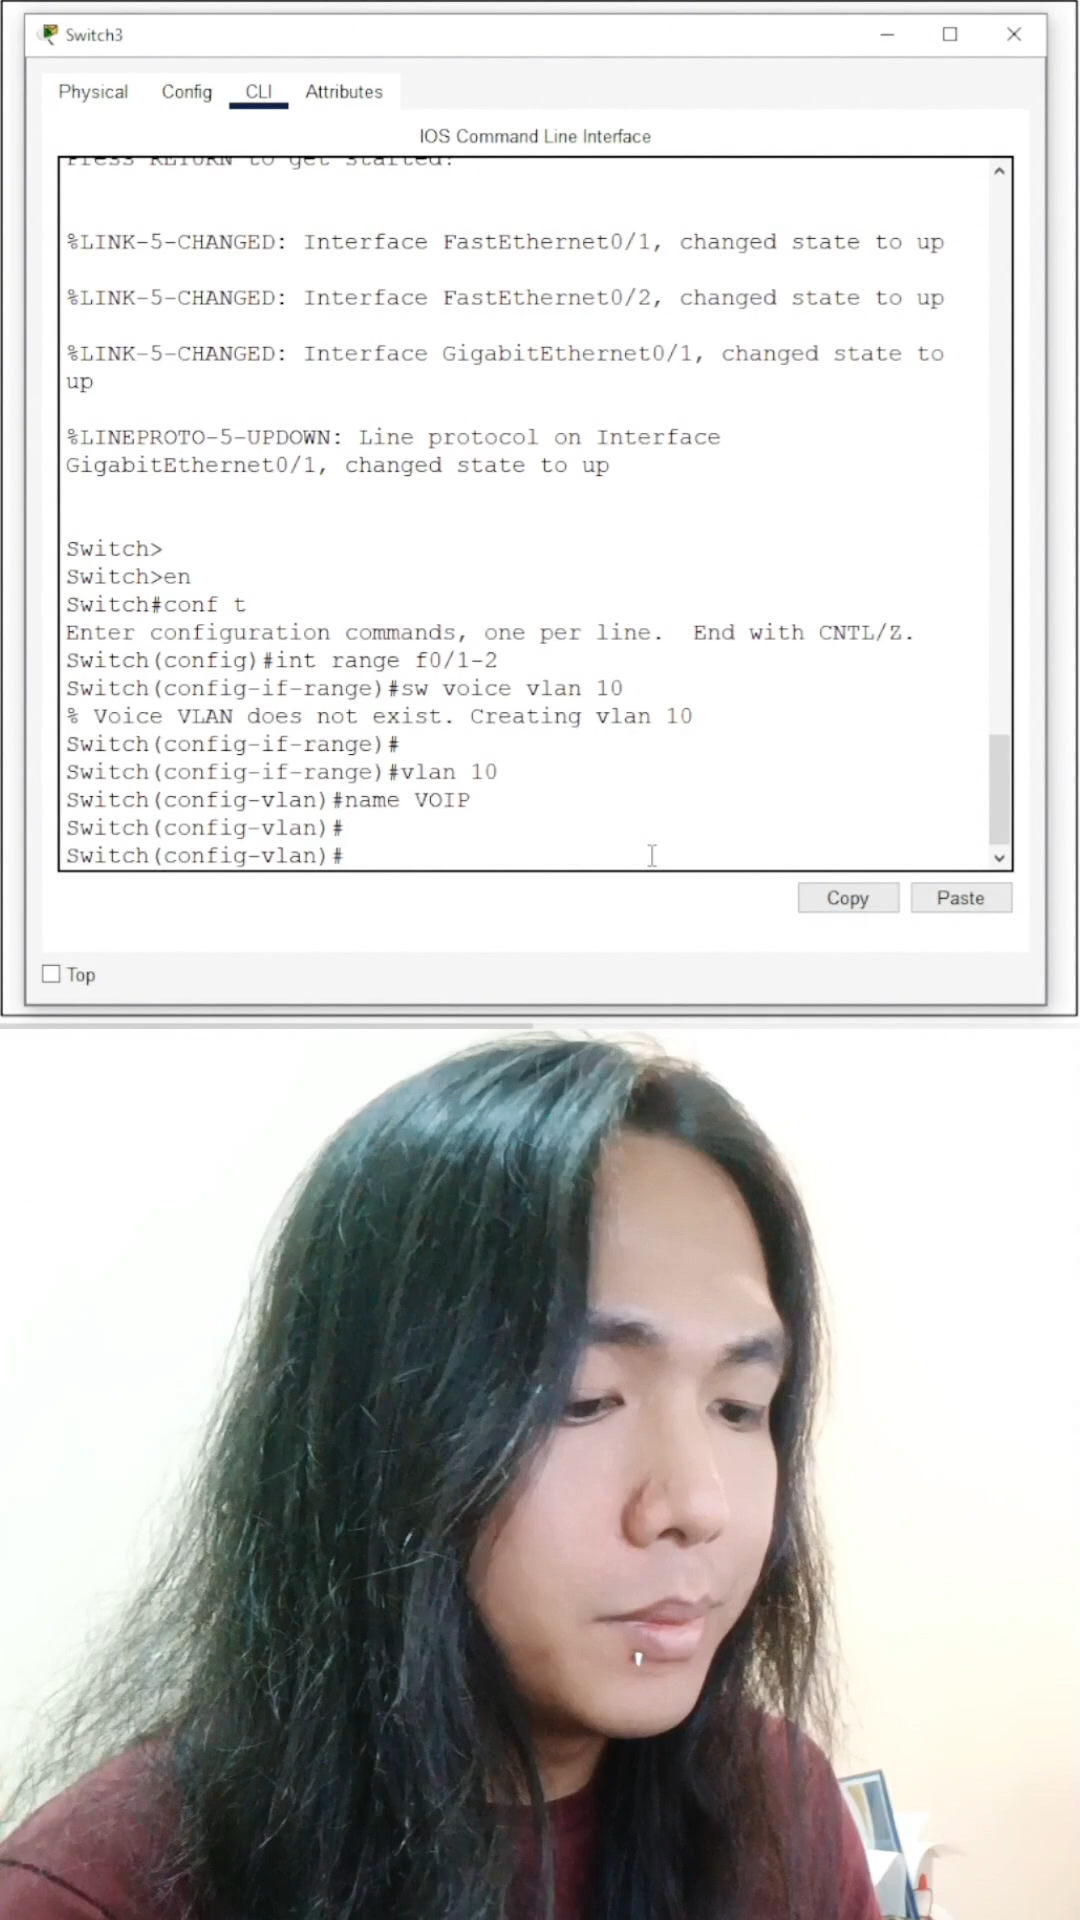 Switch3
Physical Config CLI Attributes
IOS Command Line Interface
Press RETURN to get started!
%LINK-5-CHANGED: Interface FastEthernet0/1, changed state to up
%LINK-5-CHANGED: Interface FastEthernet0/2, changed state to up
%LINK-5-CHANGED: Interface GigabitEthernet0/1, changed state to
up
%LINEPROTO-5-UPDOWN: Line protocol on Interface
GigabitEthernet0/1, changed state to up
Switch>
Switch>en
Switch#conf t
Enter configuration commands, one per line.  End with CNTL/Z.
Switch(config)#int range f0/1-2
Switch(config-if-range)#sw voice vlan 10
% Voice VLAN does not exist. Creating vlan 10
Switch(config-if-range)#
Switch(config-if-range)#vlan 10
Switch(config-vlan)#name VOIP
Switch(config-vlan)#
Switch(config-vlan)#
Copy Paste
Top